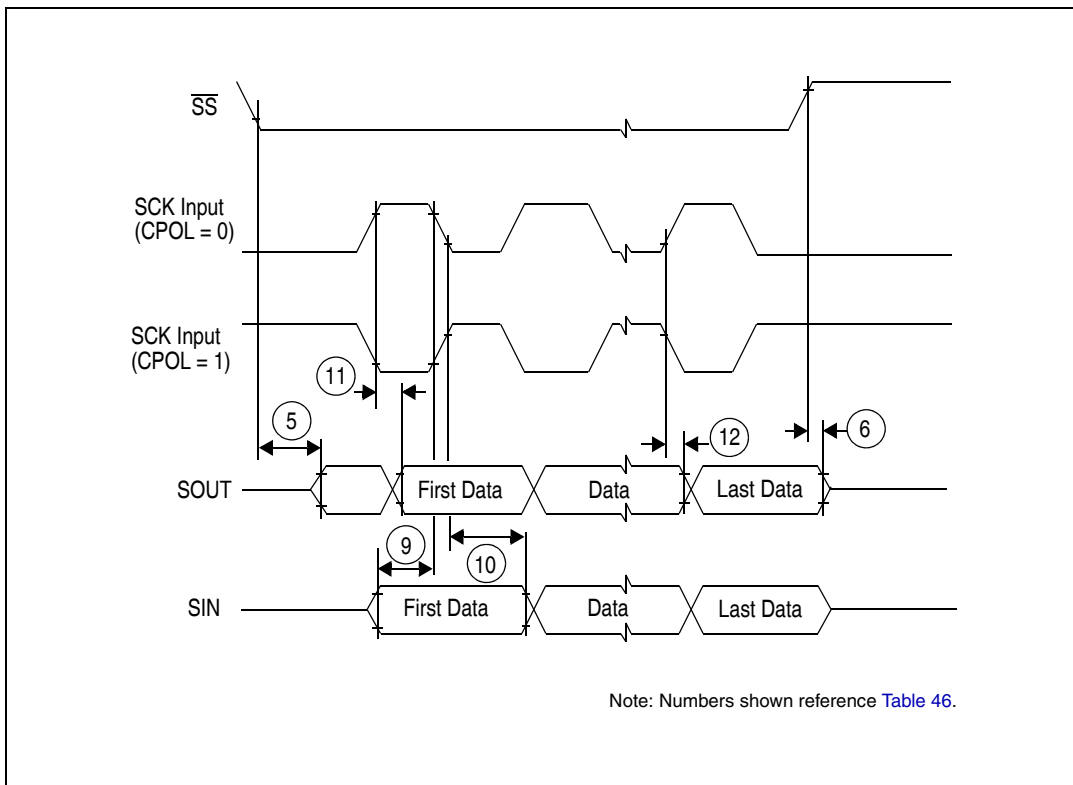 SS
SCK Input
(CPOL = 0)
SCK Input
(CPOL = 1)
11
5
12
6
SOUT
First Data
Data
Last Data
9
10
SIN
First Data
Data
Last Data
Note: Numbers shown reference Table 46.